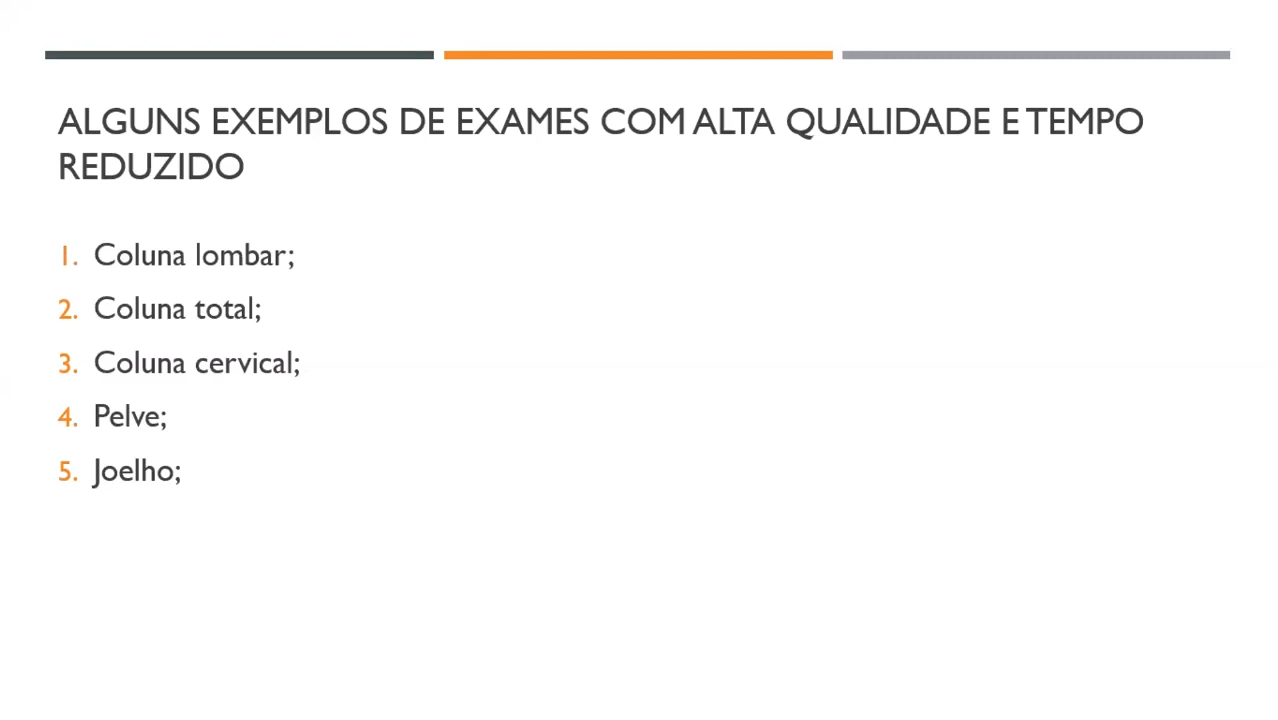 ALGUNS EXEMPLOS DE EXAMES COM ALTA QUALIDADE E TEMPO
REDUZIDO
1. Coluna lombar;
2. Coluna total;
3. Coluna cervical;
4. Pelve;
5. Joelho;